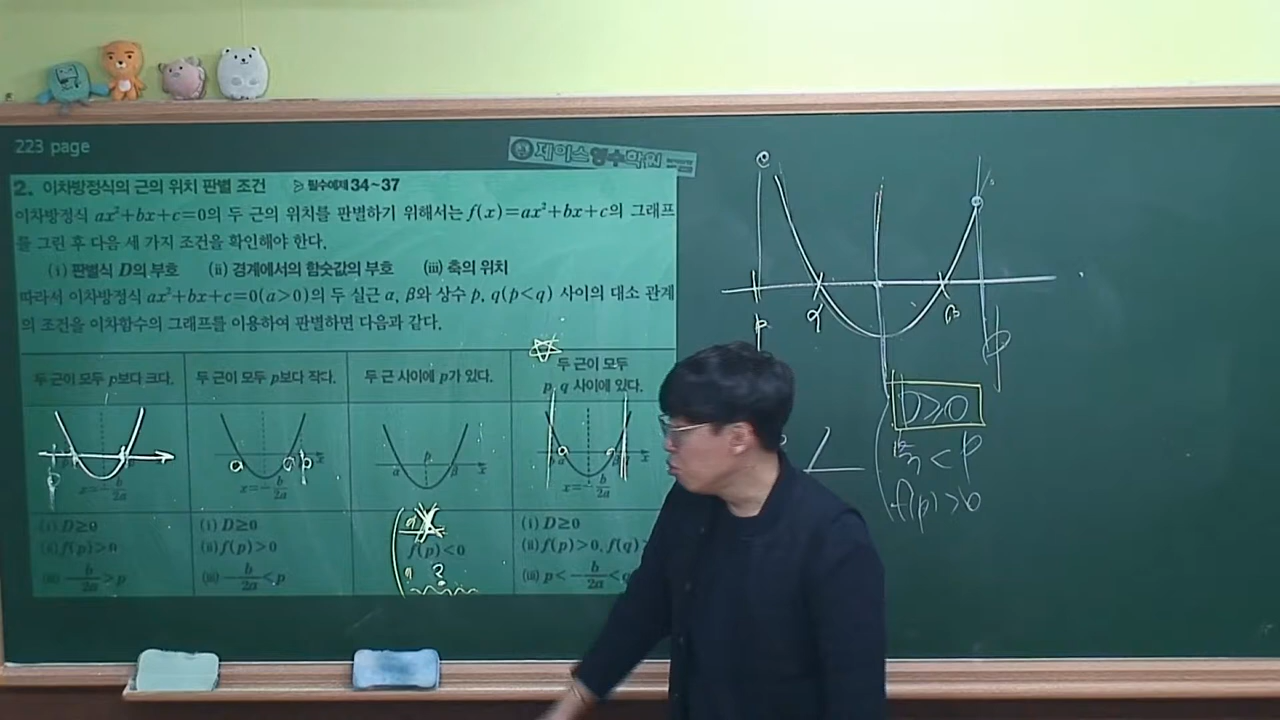 223 page
제이스영수학원
2. 이차방정식의 근의 위치 판별 조건 필수예제 34~37
이차방정식 ax²+bx+c=0의 두 근의 위치를 판별하기 위해서는 f(x)=ax²+bx+c의 그래프
를 그린 후 다음 세 가지 조건을 확인해야 한다.
(i) 판별식 D의 부호 (ii) 경계에서의 함숫값의 부호 (iii) 축의 위치
따라서 이차방정식 ax²+bx+c=0(a>0)의 두 실근 α, β와 상수 p, q(p<q) 사이의 대소 관계
의 조건을 이차함수의 그래프를 이용하여 판별하면 다음과 같다.
두 근이 모두 p보다 크다.
두 근이 모두 p보다 작다.
두 근 사이에 p가 있다.
두 근이 모두
p, q 사이에 있다.
p
x=-b/2a
α p x
x=-b/2a
α p β x
x
x=-b/2a
(i) D≥0
(ii) f(p)>0
(iii) -b/2a>p
(i) D≥0
(ii) f(p)>0
(iii) -b/2a<p
f(p)<0
?
(i) D≥0
(ii) f(p)>0, f(q)>
(iii) p<-b/2a<q
p α β p
D≥0
축<p
f(p)>0